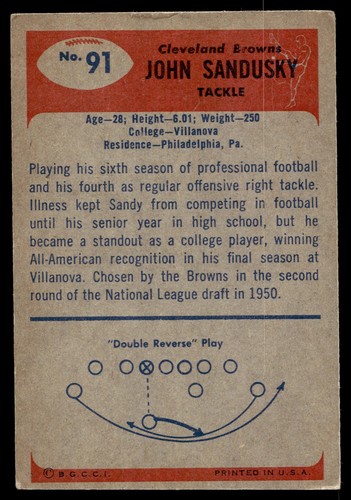 Cleveland Browns
No. 91
JOHN SANDUSKY
TACKLE
Age—28; Height—6.01; Weight—250
College—Villanova
Residence—Philadelphia, Pa.
Playing his sixth season of professional football
and his fourth as regular offensive right tackle.
Illness kept Sandy from competing in football
until his senior year in high school, but he
became a standout as a college player, winning
All-American recognition in his final season at
Villanova. Chosen by the Browns in the second
round of the National League draft in 1950.
"Double Reverse" Play
© B.G.C.C.I.
PRINTED IN U.S.A.